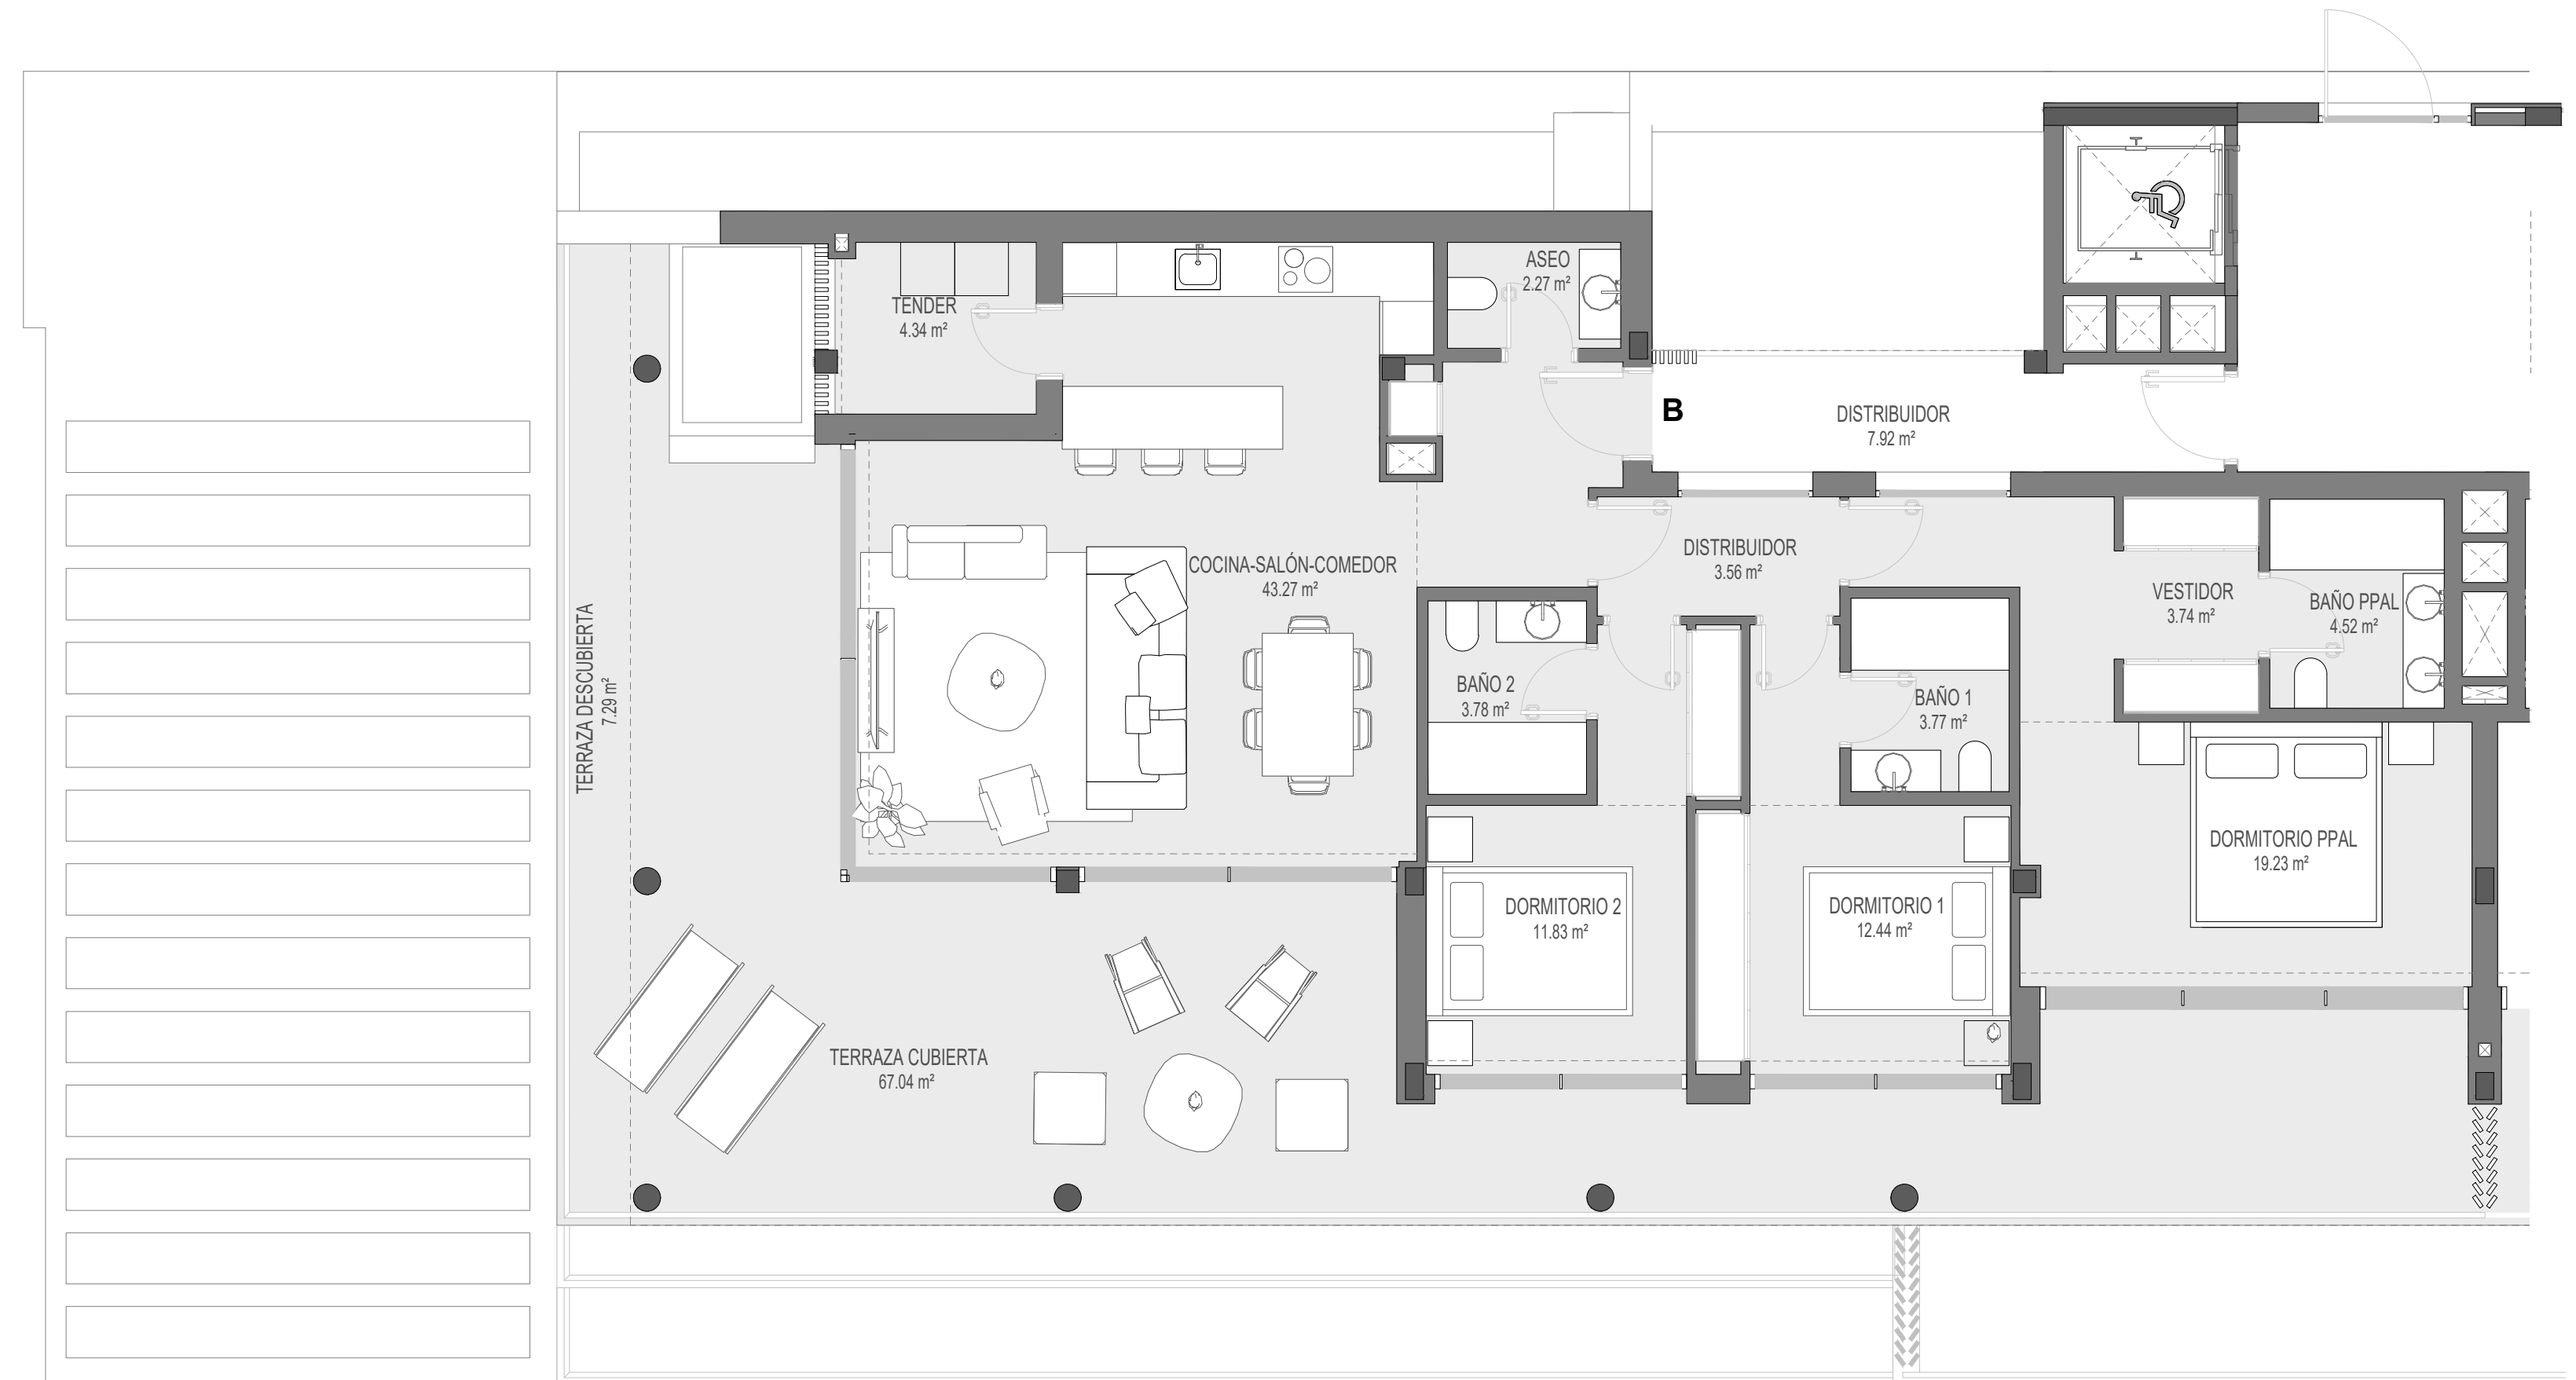 ASEO
2.27 m²
TENDER
4.34 m²
B
DISTRIBUIDOR
7.92 m²
DISTRIBUIDOR
3.56 m²
COCINA-SALÓN-COMEDOR
43.27 m²
VESTIDOR
3.74 m²
BAÑO PPAL
4.52 m²
TERRAZA DESCUBIERTA
7.29 m²
BAÑO 2
3.78 m²
BAÑO 1
3.77 m²
DORMITORIO PPAL
19.23 m²
DORMITORIO 2
11.83 m²
DORMITORIO 1
12.44 m²
TERRAZA CUBIERTA
67.04 m²